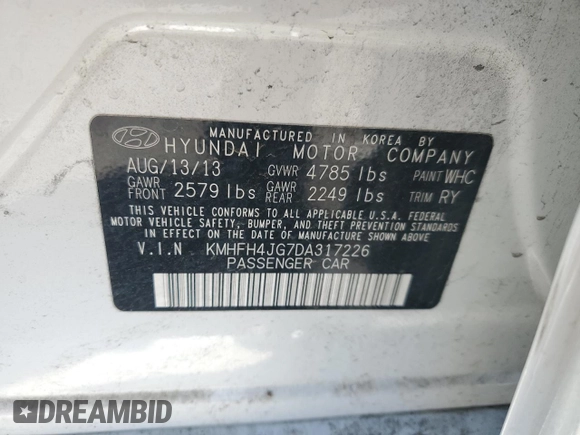 MANUFACTURED IN KOREA BY
HYUNDAI MOTOR COMPANY
AUG/13/13 GVWR 4785 lbs PAINT WHC
GAWR FRONT 2579 lbs GAWR REAR 2249 lbs TRIM RY
THIS VEHICLE CONFORMS TO ALL APPLICABLE U.S.A. FEDERAL
MOTOR VEHICLE SAFETY, BUMPER, AND THEFT PREVENTION STANDARDS
IN EFFECT ON THE DATE OF MANUFACTURE SHOWN ABOVE.
V.I.N KMHFH4JG7DA317226
PASSENGER CAR
DREAMBID